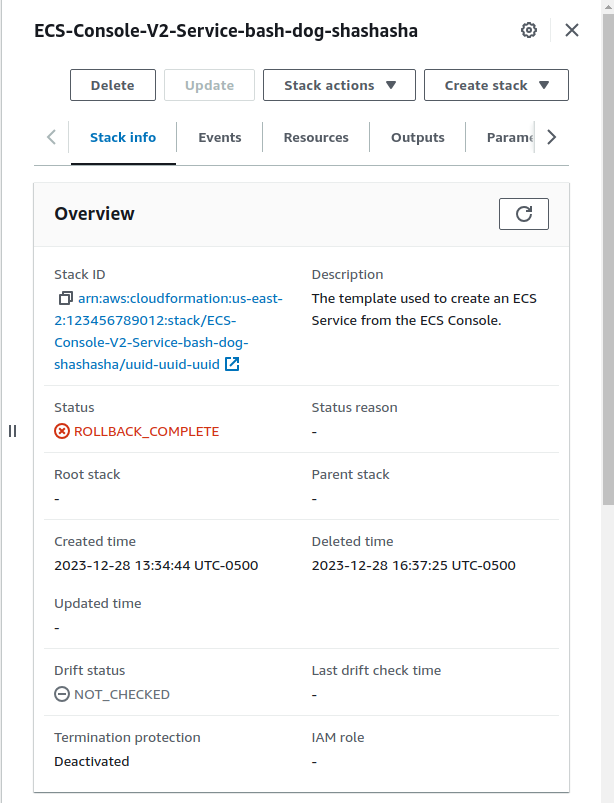 ECS-Console-V2-Service-bash-dog-shashasha
Delete
Update
Stack actions
Create stack
Stack info
Events
Resources
Outputs
Parame
Overview
Stack ID
arn:aws:cloudformation:us-east-
2:123456789012:stack/ECS-
Console-V2-Service-bash-dog-
shashasha/uuid-uuid-uuid
Description
The template used to create an ECS
Service from the ECS Console.
Status
ROLLBACK_COMPLETE
Status reason
-
Root stack
-
Parent stack
-
Created time
2023-12-28 13:34:44 UTC-0500
Deleted time
2023-12-28 16:37:25 UTC-0500
Updated time
-
Drift status
NOT_CHECKED
Last drift check time
-
Termination protection
Deactivated
IAM role
-